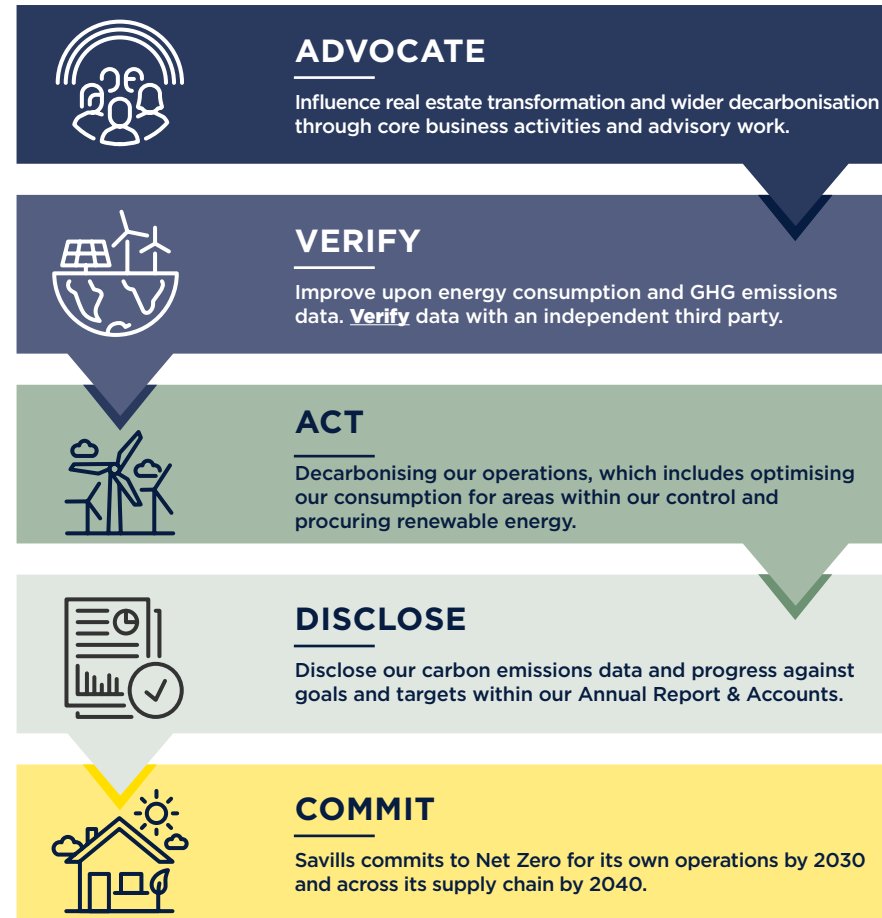 ADVOCATE
Influence real estate transformation and wider decarbonisation
through core business activities and advisory work.
VERIFY
Improve upon energy consumption and GHG emissions
data. Verify data with an independent third party.
ACT
Decarbonising our operations, which includes optimising
our consumption for areas within our control and
procuring renewable energy.
DISCLOSE
Disclose our carbon emissions data and progress against
goals and targets within our Annual Report & Accounts.
COMMIT
Savills commits to Net Zero for its own operations by 2030
and across its supply chain by 2040.